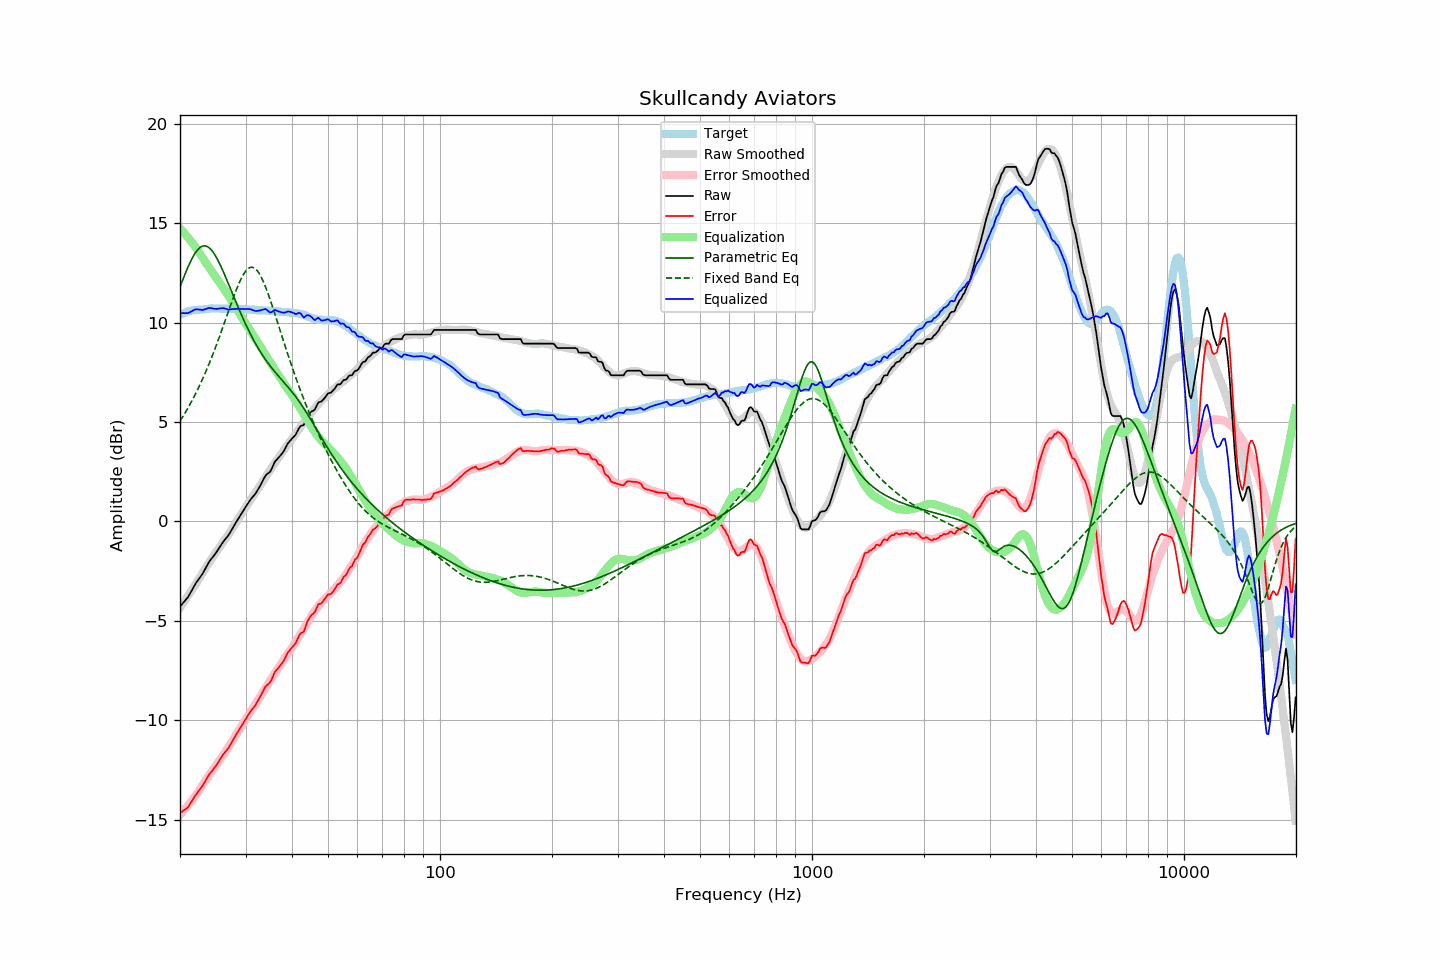 Skullcandy Aviators
Target
Raw Smoothed
Error Smoothed
Raw
Error
Equalization
Parametric Eq
Fixed Band Eq
Equalized
Amplitude (dBr)
20
15
10
5
0
−5
−10
−15
100
1000
10000
Frequency (Hz)